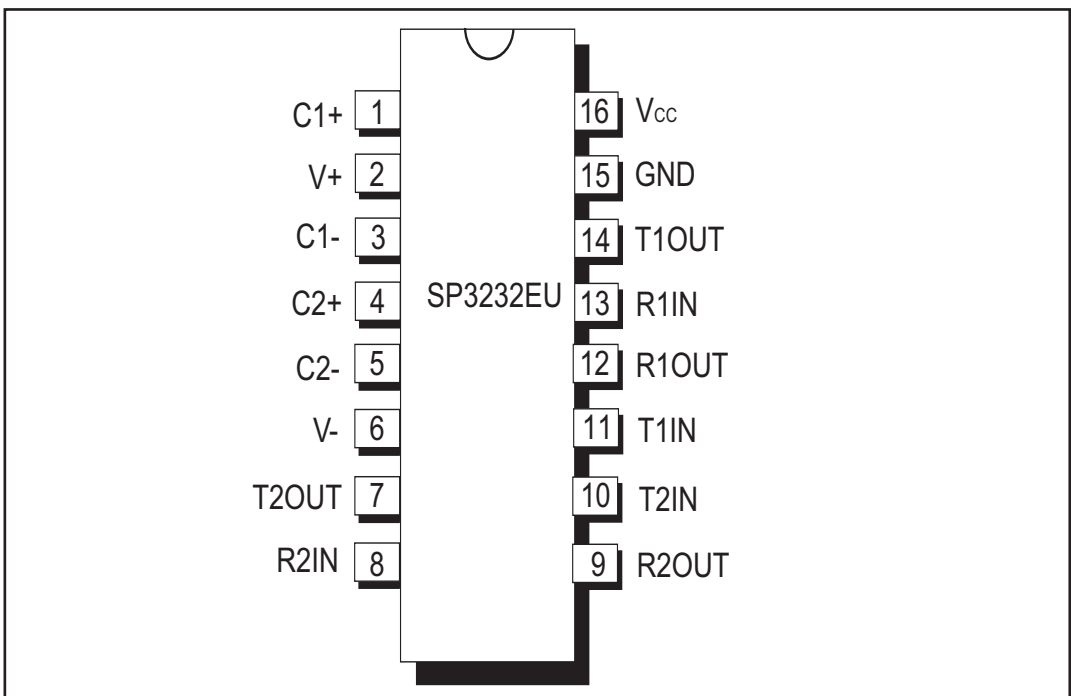 C1+ 1 16 Vcc
V+ 2 15 GND
C1- 3 14 T1OUT
C2+ 4 SP3232EU 13 R1IN
C2- 5 12 R1OUT
V- 6 11 T1IN
T2OUT 7 10 T2IN
R2IN 8 9 R2OUT